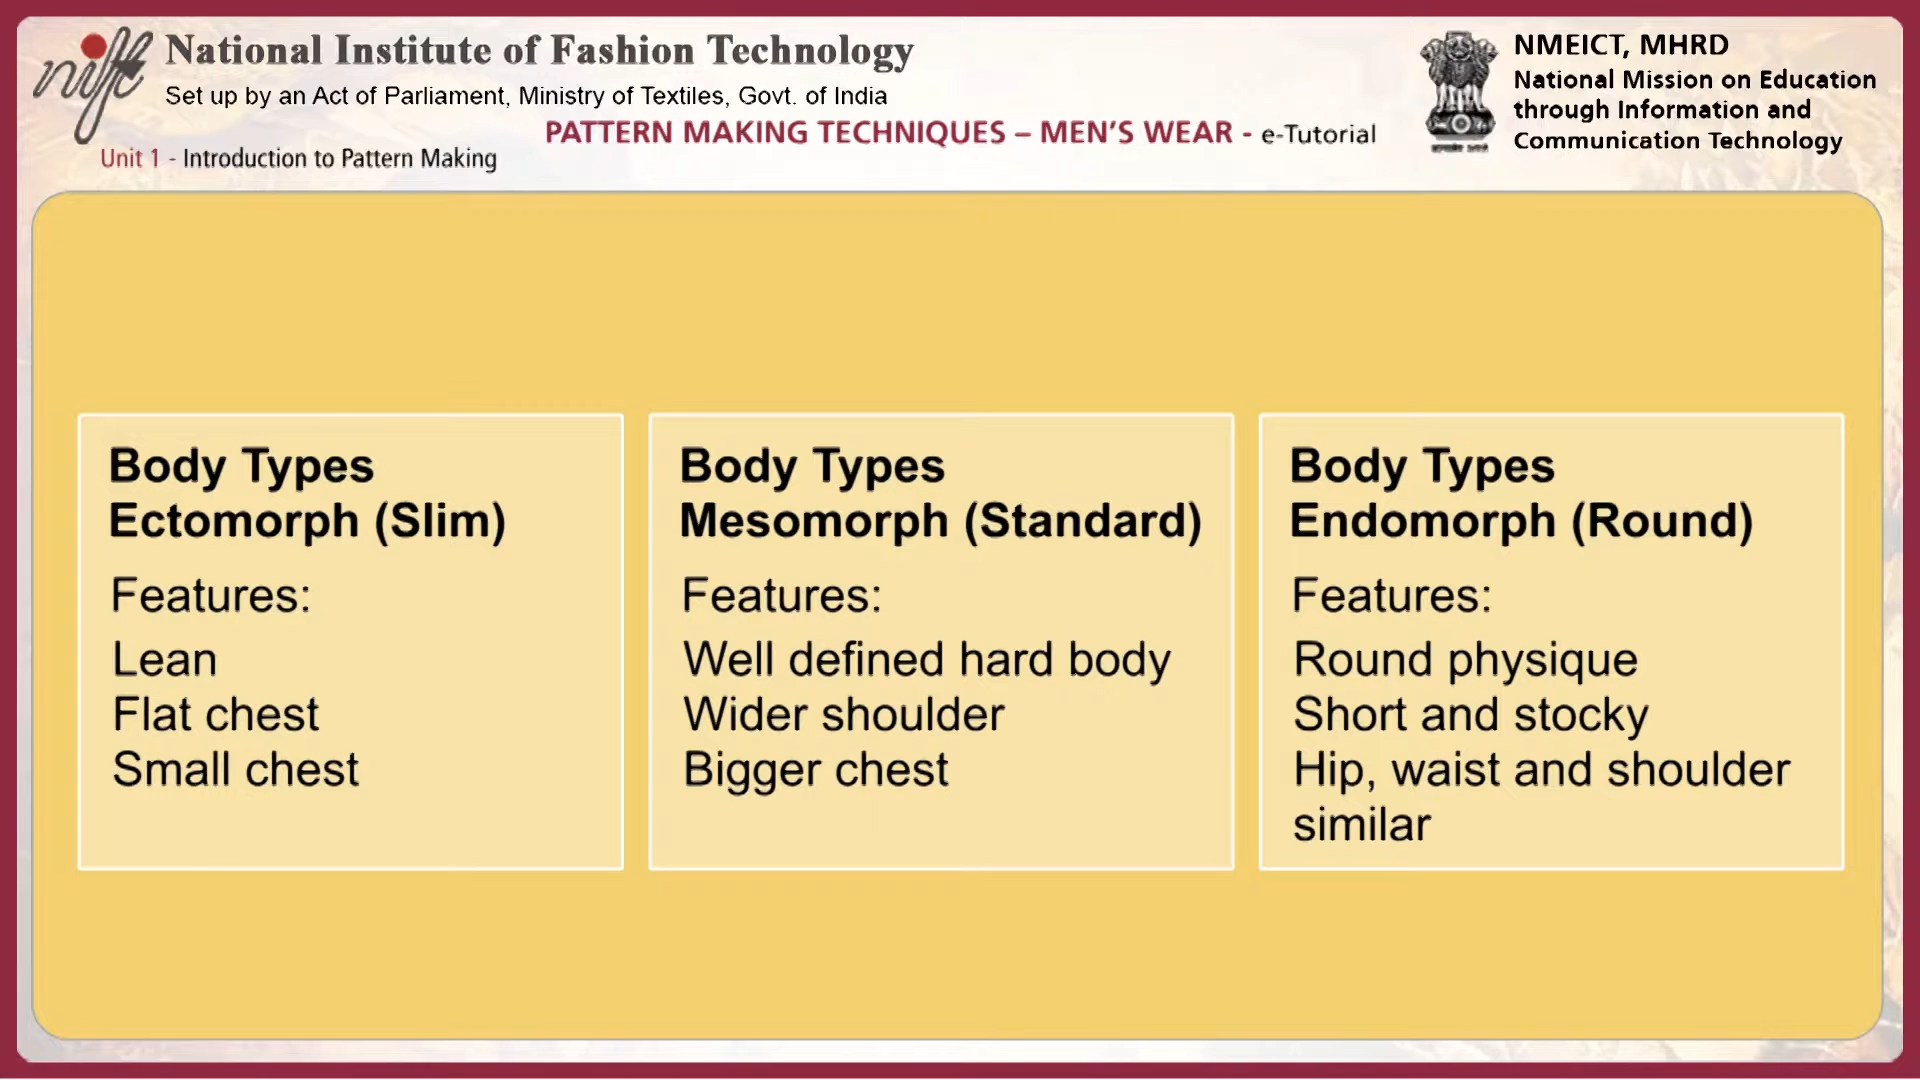 nift
National Institute of Fashion Technology
Set up by an Act of Parliament, Ministry of Textiles, Govt. of India
PATTERN MAKING TECHNIQUES – MEN'S WEAR - e-Tutorial
Unit 1 - Introduction to Pattern Making
NMEICT, MHRD
National Mission on Education
through Information and
Communication Technology
Body Types
Ectomorph (Slim)
Features:
Lean
Flat chest
Small chest
Body Types
Mesomorph (Standard)
Features:
Well defined hard body
Wider shoulder
Bigger chest
Body Types
Endomorph (Round)
Features:
Round physique
Short and stocky
Hip, waist and shoulder
similar